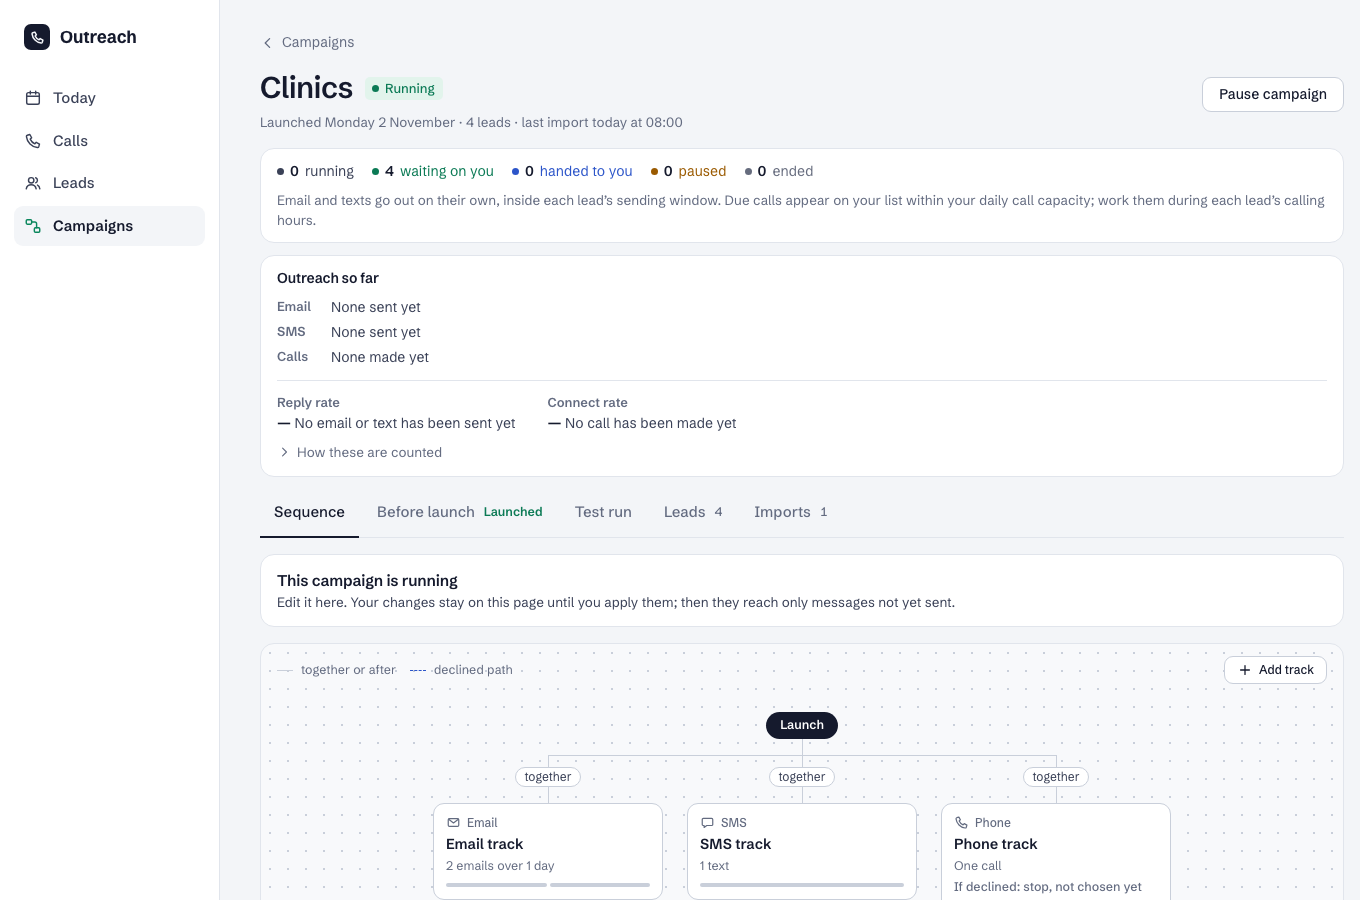 Outreach
Today
Calls
Leads
Campaigns
Campaigns
Clinics
Running
Pause campaign
Launched Monday 2 November · 4 leads · last import today at 08:00
0 running 4 waiting on you 0 handed to you 0 paused 0 ended
Email and texts go out on their own, inside each lead’s sending window. Due calls appear on your list within your daily call capacity; work them during each lead’s calling
hours.
Outreach so far
Email None sent yet
SMS None sent yet
Calls None made yet
Reply rate Connect rate
— No email or text has been sent yet — No call has been made yet
How these are counted
Sequence Before launch Launched Test run Leads 4 Imports 1
This campaign is running
Edit it here. Your changes stay on this page until you apply them; then they reach only messages not yet sent.
together or after declined path
Add track
Launch
together together together
Email SMS Phone
Email track SMS track Phone track
2 emails over 1 day 1 text One call
If declined: stop, not chosen yet